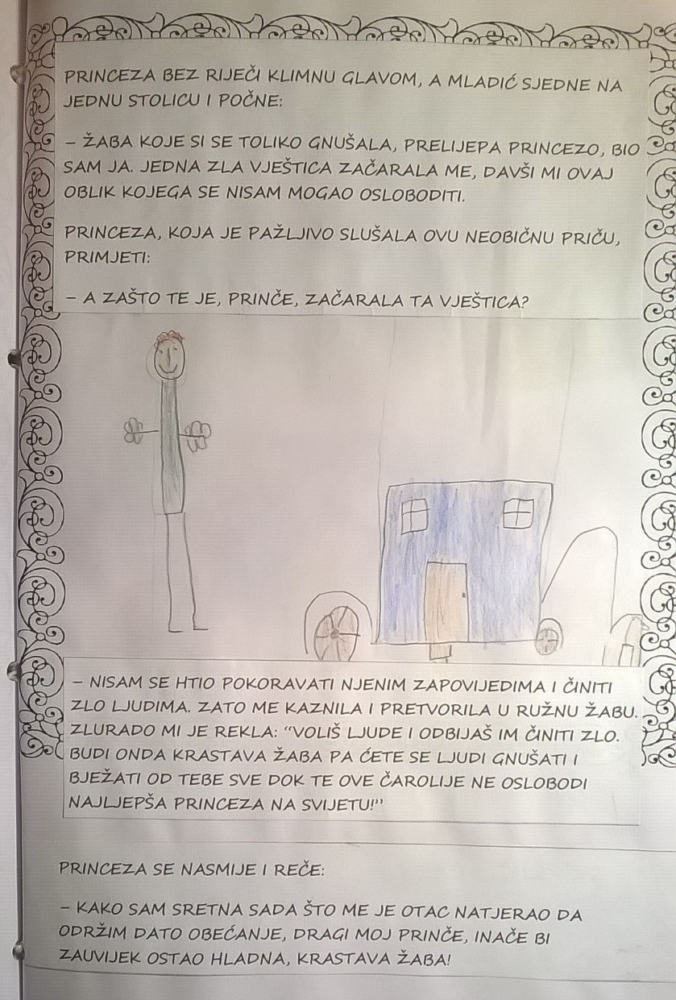 PRINCEZA BEZ RIJEČI KLIMNU GLAVOM, A MLADIĆ SJEDNE NA
JEDNU STOLICU I POČNE:
– ŽABA KOJE SI SE TOLIKO GNUŠALA, PRELIJEPA PRINCEZO, BIO
SAM JA. JEDNA ZLA VJEŠTICA ZAČARALA ME, DAVŠI MI OVAJ
OBLIK KOJEGA SE NISAM MOGAO OSLOBODITI.
PRINCEZA, KOJA JE PAŽLJIVO SLUŠALA OVU NEOBIČNU PRIČU,
PRIMJETI:
– A ZAŠTO TE JE, PRINČE, ZAČARALA TA VJEŠTICA?
– NISAM SE HTIO POKORAVATI NJENIM ZAPOVIJEDIMA I ČINITI
ZLO LJUDIMA. ZATO ME KAZNILA I PRETVORILA U RUŽNU ŽABU.
ZLURADO MI JE REKLA: “VOLIŠ LJUDE I ODBIJAŠ IM ČINITI ZLO.
BUDI ONDA KRASTAVA ŽABA PA ĆETE SE LJUDI GNUŠATI I
BJEŽATI OD TEBE SVE DOK TE OVE ČAROLIJE NE OSLOBODI
NAJLJEPŠA PRINCEZA NA SVIJETU!”
PRINCEZA SE NASMIJE I REČE:
– KAKO SAM SRETNA SADA ŠTO ME JE OTAC NATJERAO DA
ODRŽIM DATO OBEĆANJE, DRAGI MOJ PRINČE, INAČE BI
ZAUVIJEK OSTAO HLADNA, KRASTAVA ŽABA!